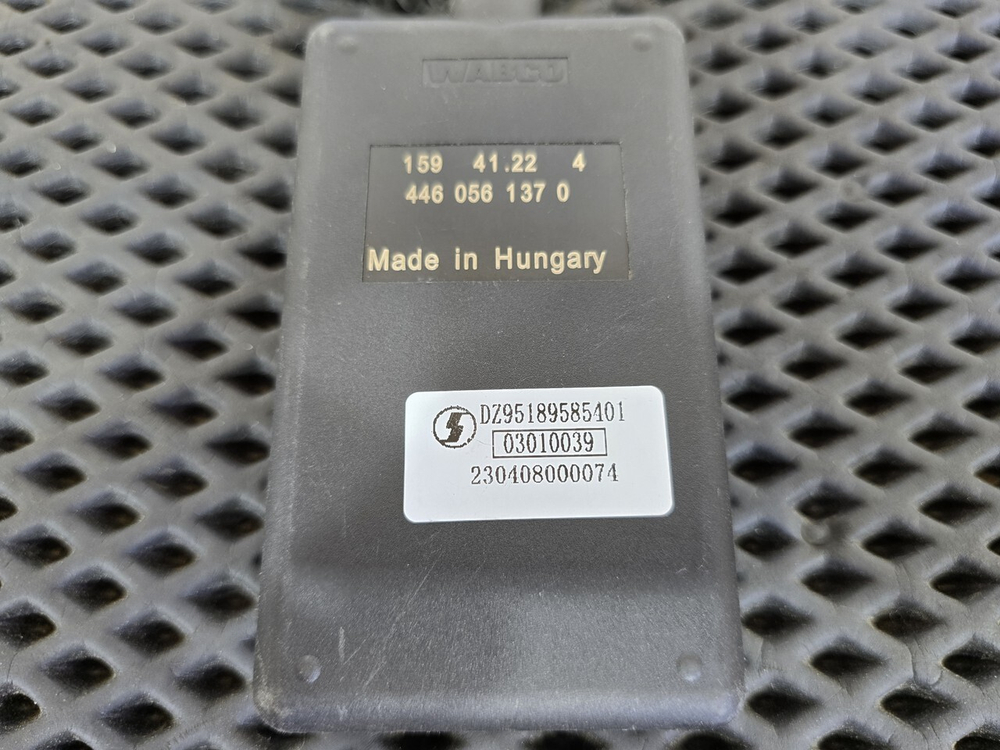 WABCO
159 41.22 4
446 056 137 0
Made in Hungary
DZ95189585401
03010039
230408000074